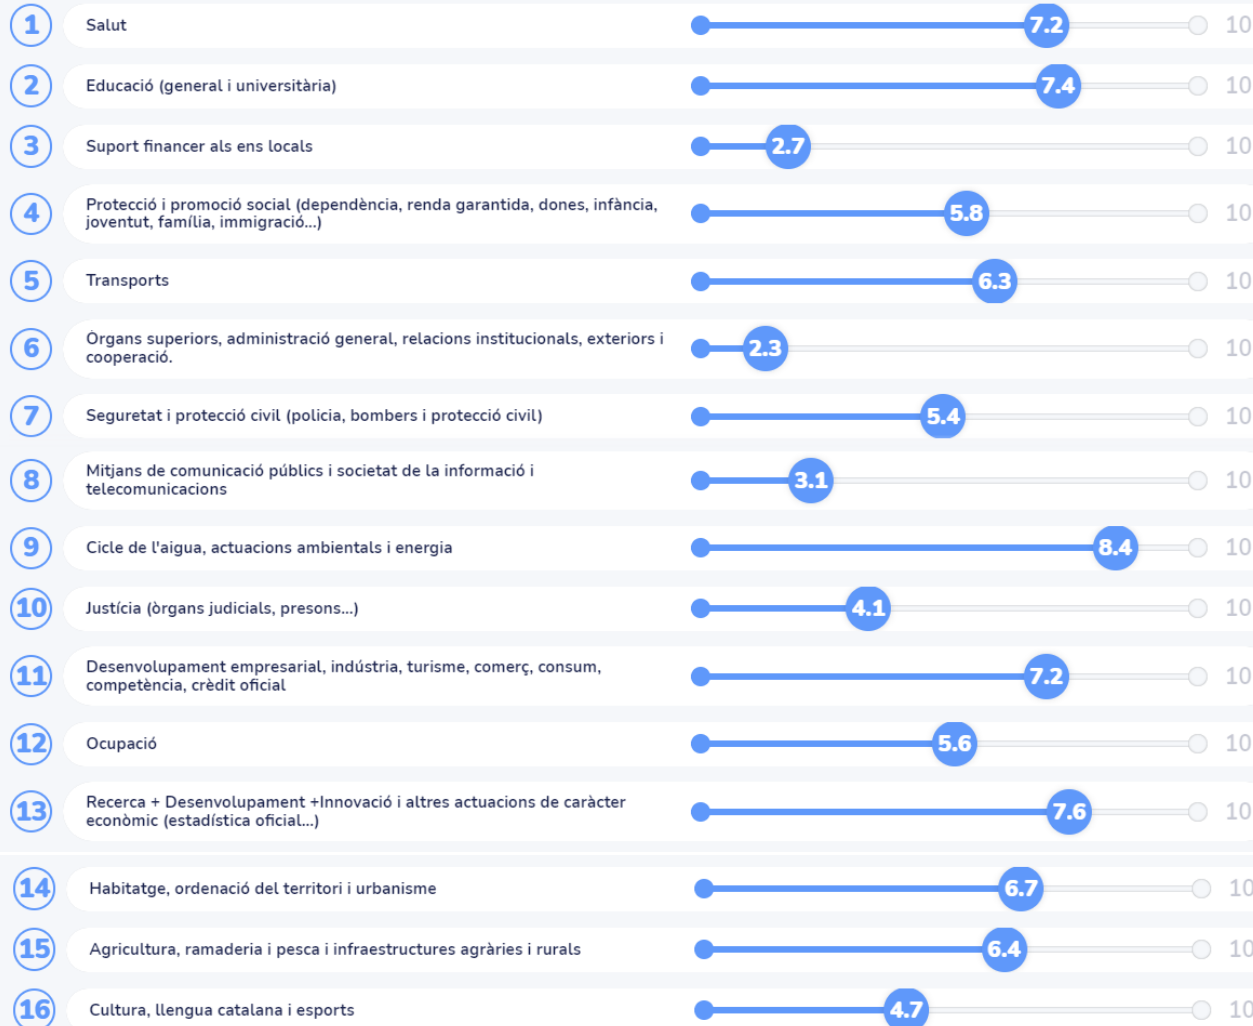 1 Salut 7.2 10
2 Educació (general i universitària) 7.4 10
3 Suport financer als ens locals 2.7 10
4 Protecció i promoció social (dependència, renda garantida, dones, infància,
joventut, família, immigració...) 5.8 10
5 Transports 6.3 10
6 Òrgans superiors, administració general, relacions institucionals, exteriors i
cooperació. 2.3 10
7 Seguretat i protecció civil (policia, bombers i protecció civil) 5.4 10
8 Mitjans de comunicació públics i societat de la informació i
telecomunicacions 3.1 10
9 Cicle de l'aigua, actuacions ambientals i energia 8.4 10
10 Justícia (òrgans judicials, presons...) 4.1 10
11 Desenvolupament empresarial, indústria, turisme, comerç, consum,
competència, crèdit oficial 7.2 10
12 Ocupació 5.6 10
13 Recerca + Desenvolupament +Innovació i altres actuacions de caràcter
econòmic (estadística oficial...) 7.6 10
14 Habitatge, ordenació del territori i urbanisme 6.7 10
15 Agricultura, ramaderia i pesca i infraestructures agràries i rurals 6.4 10
16 Cultura, llengua catalana i esports 4.7 10